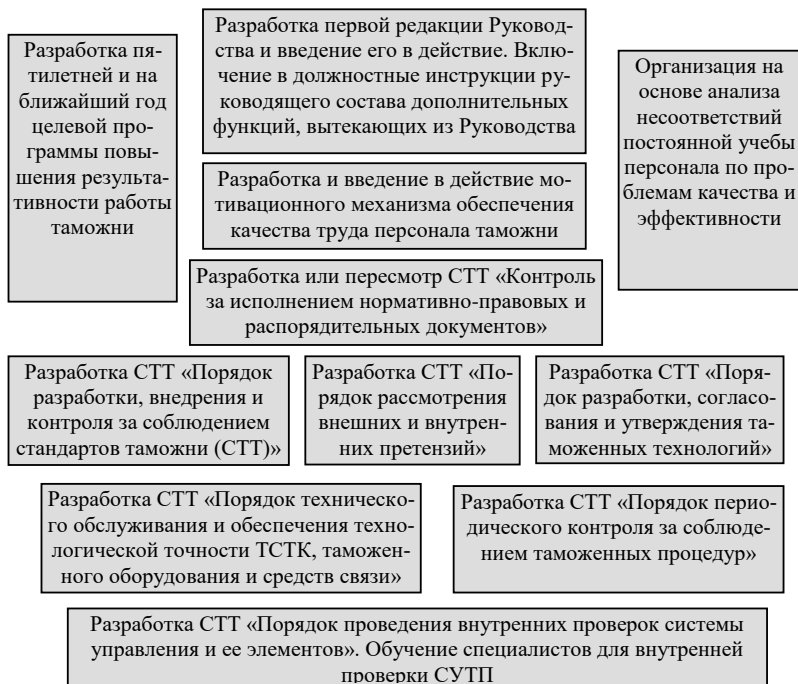 Разработка пя-
тилетней и на
ближайший год
целевой про-
граммы повы-
шения результа-
тивности работы
таможни
Разработка первой редакции Руковод-
ства и введение его в действие. Вклю-
чение в должностные инструкции ру-
ководящего состава дополнительных
функций, вытекающих из Руководства
Организация на
основе анализа
несоответствий
постоянной учебы
персонала по про-
блемам качества и
эффективности
Разработка и введение в действие мо-
тивационного механизма обеспечения
качества труда персонала таможни
Разработка или пересмотр СТТ «Контроль
за исполнением нормативно-правовых и
распорядительных документов»
Разработка СТТ «Порядок
разработки, внедрения и
контроля за соблюдением
стандартов таможни (СТТ)»
Разработка СТТ «По-
рядок рассмотрения
внешних и внутрен-
них претензий»
Разработка СТТ «Поря-
док разработки, согласо-
вания и утверждения та-
моженных технологий»
Разработка СТТ «Порядок техническо-
го обслуживания и обеспечения техно-
логической точности ТСТК, таможен-
ного оборудования и средств связи»
Разработка СТТ «Порядок перио-
дического контроля за соблюде-
нием таможенных процедур»
Разработка СТТ «Порядок проведения внутренних проверок системы
управления и ее элементов». Обучение специалистов для внутренней
проверки СУТП